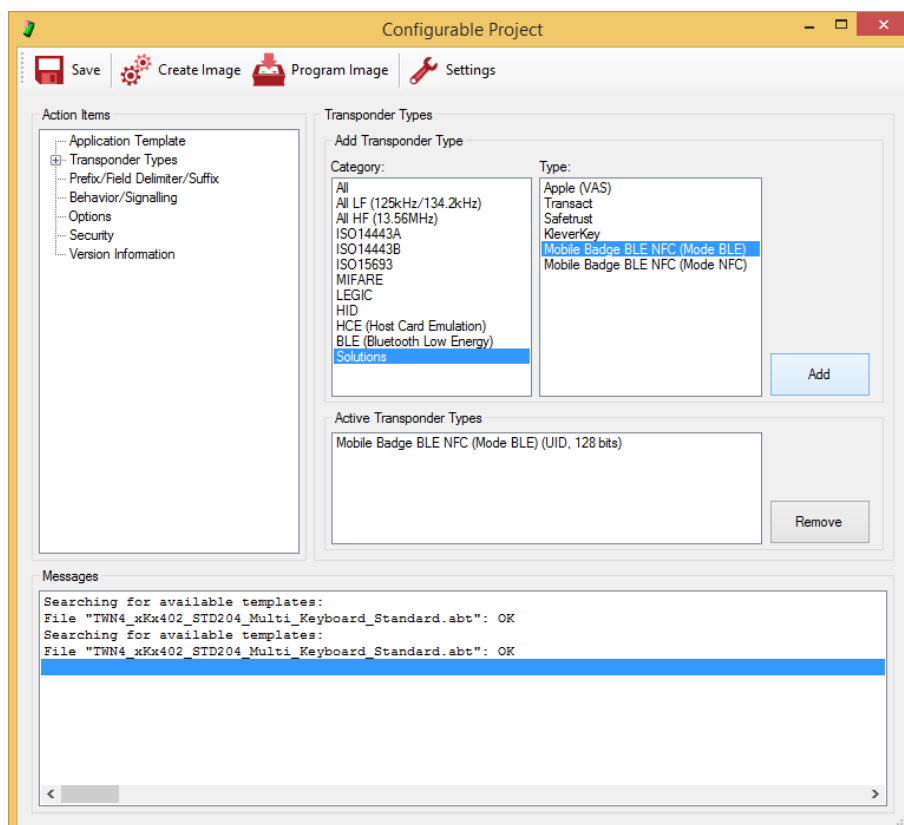 Configurable Project
Save Create Image Program Image Settings
Action Items
Application Template
Transponder Types
Prefix/Field Delimiter/Suffix
Behavior/Signalling
Options
Security
Version Information
Transponder Types
Add Transponder Type
Category:
All
All LF (125kHz/134.2kHz)
All HF (13.56MHz)
ISO14443A
ISO14443B
ISO15693
MIFARE
LEGIC
HID
HCE (Host Card Emulation)
BLE (Bluetooth Low Energy)
Solutions
Type:
Apple (VAS)
Transact
Safetrust
KleverKey
Mobile Badge BLE NFC (Mode BLE)
Mobile Badge BLE NFC (Mode NFC)
Add
Active Transponder Types
Mobile Badge BLE NFC (Mode BLE) (UID, 128 bits)
Remove
Messages
Searching for available templates:
File "TWN4_xKx402_STD204_Multi_Keyboard_Standard.abt": OK
Searching for available templates:
File "TWN4_xKx402_STD204_Multi_Keyboard_Standard.abt": OK